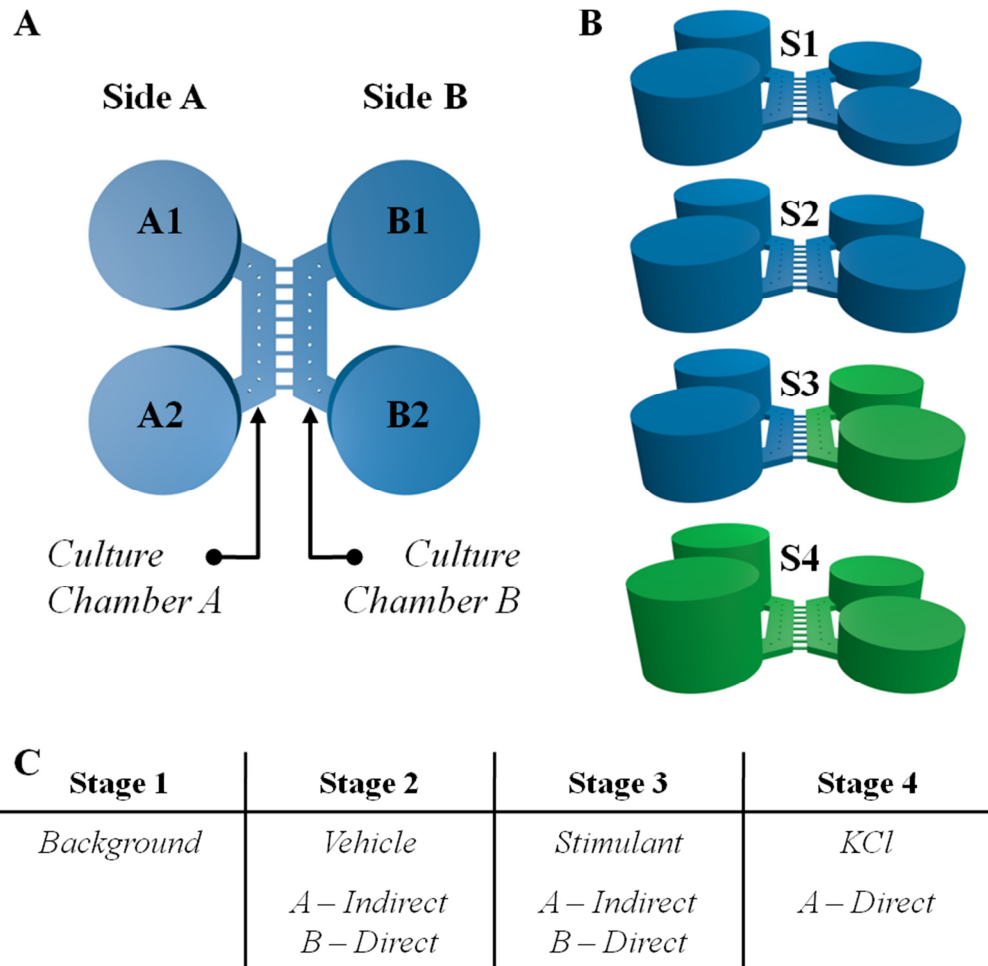 A
Side A
Side B
A1
B1
A2
B2
Culture
Chamber A
Culture
Chamber B
B
S1
S2
S3
S4
C
Stage 1
Stage 2
Stage 3
Stage 4
Background
Vehicle
Stimulant
KCl
A – Indirect
A – Indirect
A – Direct
B – Direct
B – Direct